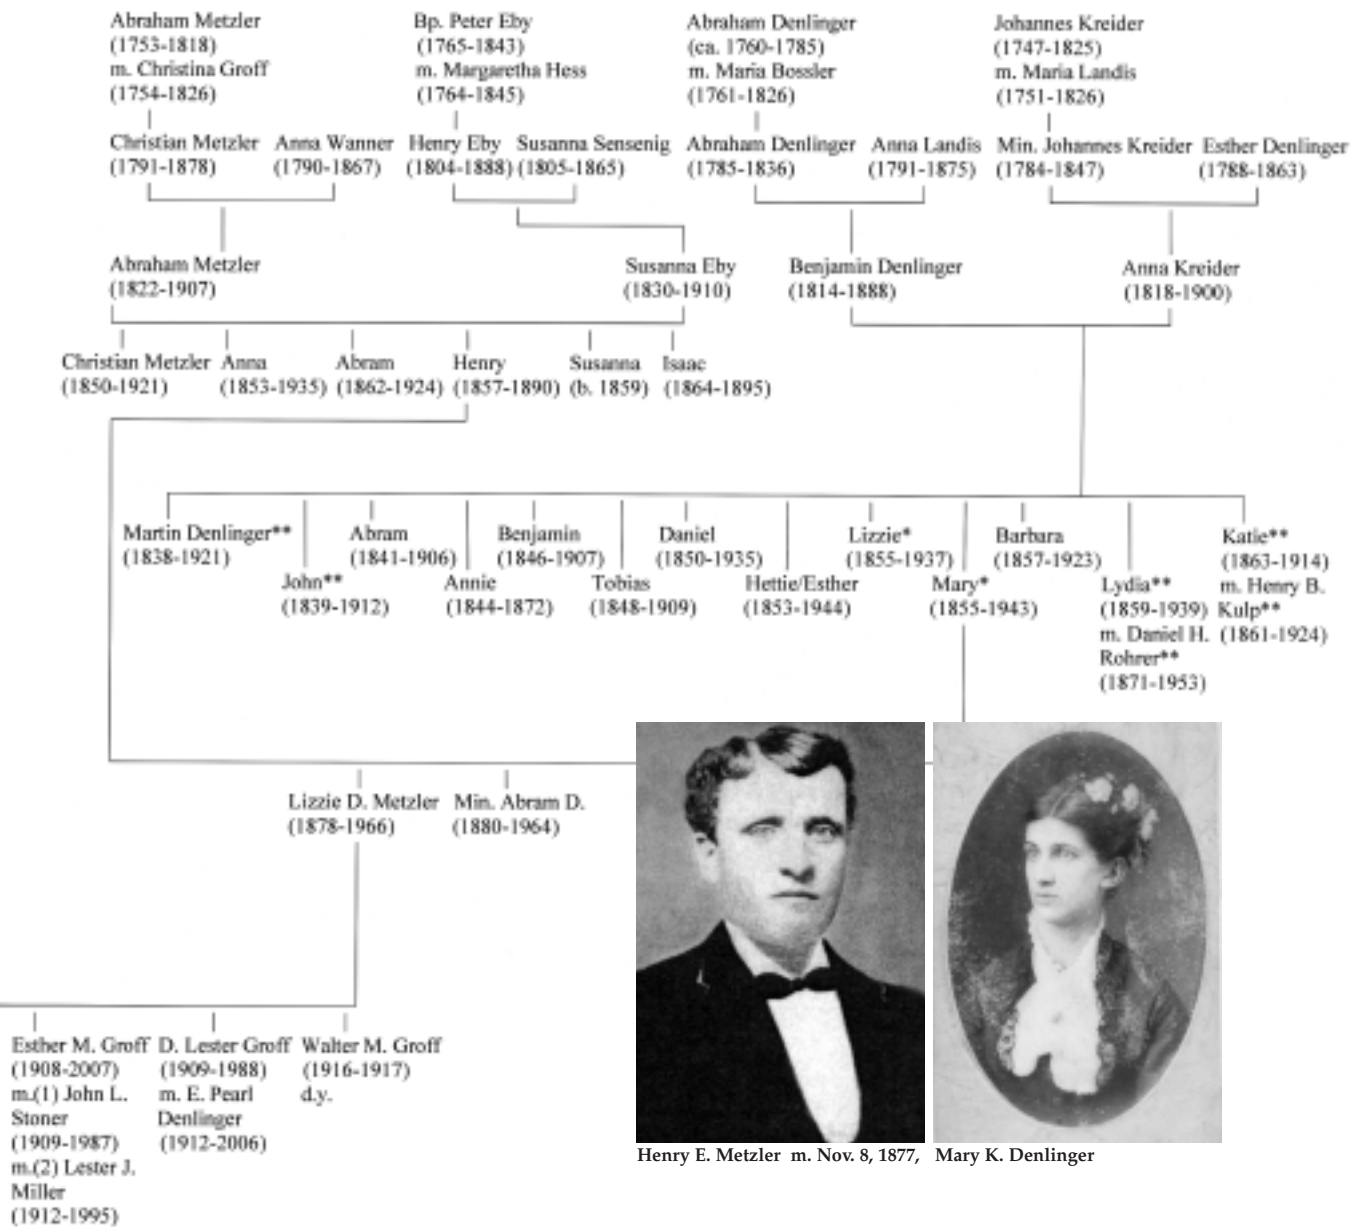 Abraham Metzler
(1753-1818)
m. Christina Groff
(1754-1826)
Bp. Peter Eby
(1765-1843)
m. Margaretha Hess
(1764-1845)
Abraham Denlinger
(ca. 1760-1785)
m. Maria Bossler
(1761-1826)
Johannes Kreider
(1747-1825)
m. Maria Landis
(1751-1826)
Christian Metzler
(1791-1878)
Anna Wanner
(1790-1867)
Henry Eby
(1804-1888)
Susanna Sensenig
(1805-1865)
Abraham Denlinger
(1785-1836)
Anna Landis
(1791-1875)
Min. Johannes Kreider
(1784-1847)
Esther Denlinger
(1788-1863)
Abraham Metzler
(1822-1907)
Susanna Eby
(1830-1910)
Benjamin Denlinger
(1814-1888)
Anna Kreider
(1818-1900)
Christian Metzler
(1850-1921)
Anna
(1853-1935)
Abram
(1862-1924)
Henry
(1857-1890)
Susanna
(b. 1859)
Isaac
(1864-1895)
Martin Denlinger**
(1838-1921)
John**
(1839-1912)
Abram
(1841-1906)
Annie
(1844-1872)
Benjamin
(1846-1907)
Tobias
(1848-1909)
Daniel
(1850-1935)
Hettie/Esther
(1853-1944)
Lizzie*
(1855-1937)
Mary*
(1855-1943)
Barbara
(1857-1923)
Lydia**
(1859-1939)
m. Daniel H.
Rohrer**
(1871-1953)
Katie**
(1863-1914)
m. Henry B.
Kulp**
(1861-1924)
Lizzie D. Metzler
(1878-1966)
Min. Abram D.
(1880-1964)
Esther M. Groff
(1908-2007)
m.(1) John L.
Stoner
(1909-1987)
m.(2) Lester J.
Miller
(1912-1995)
D. Lester Groff
(1909-1988)
m. E. Pearl
Denlinger
(1912-2006)
Walter M. Groff
(1916-1917)
d.y.
Henry E. Metzler m. Nov. 8, 1877, Mary K. Denlinger